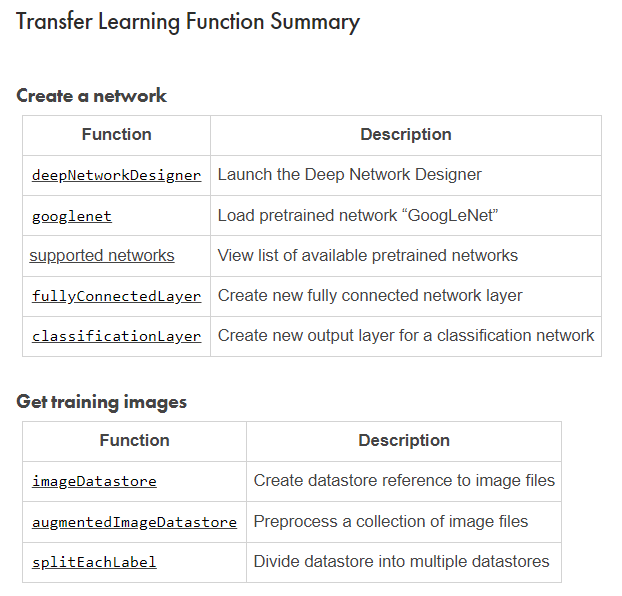 Transfer Learning Function Summary
Create a network
Function Description
deepNetworkDesigner Launch the Deep Network Designer
googlenet Load pretrained network “GoogLeNet”
supported networks View list of available pretrained networks
fullyConnectedLayer Create new fully connected network layer
classificationLayer Create new output layer for a classification network
Get training images
Function Description
imageDatastore Create datastore reference to image files
augmentedImageDatastore Preprocess a collection of image files
splitEachLabel Divide datastore into multiple datastores